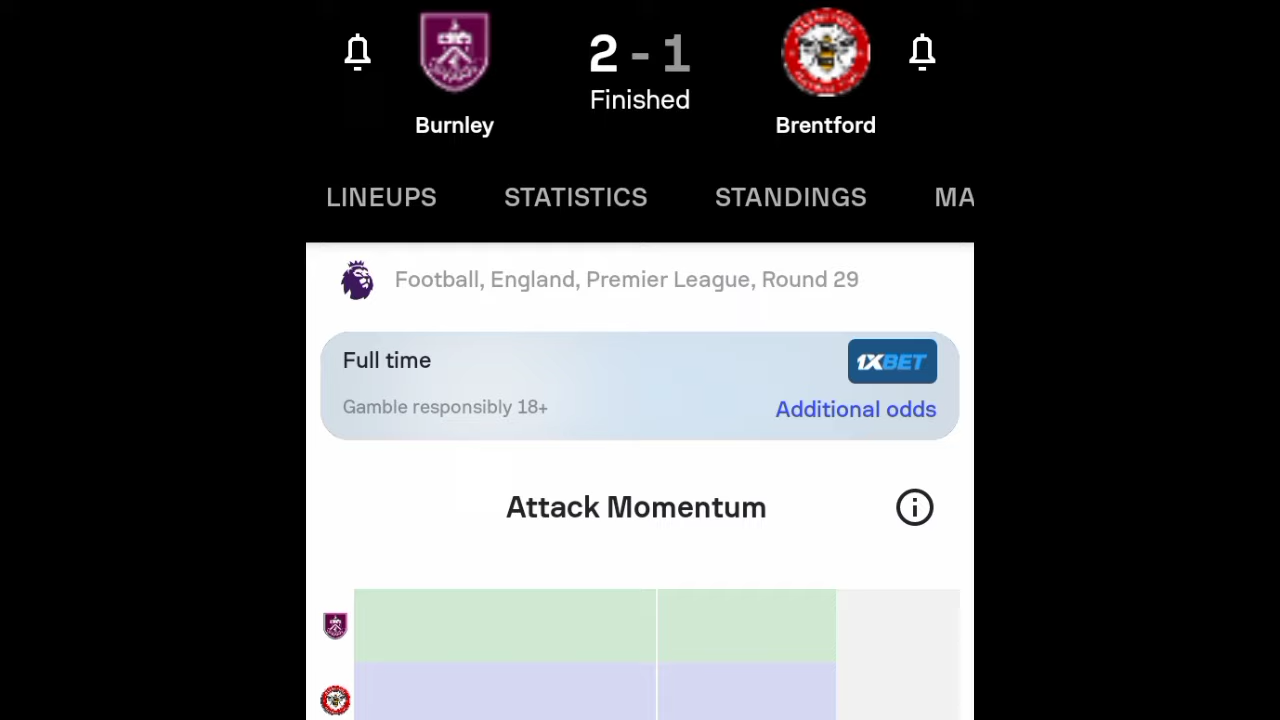 2 - 1
Finished
Burnley
Brentford
LINEUPS STATISTICS STANDINGS MA
Football, England, Premier League, Round 29
Full time
1XBET
Gamble responsibly 18+
Additional odds
Attack Momentum